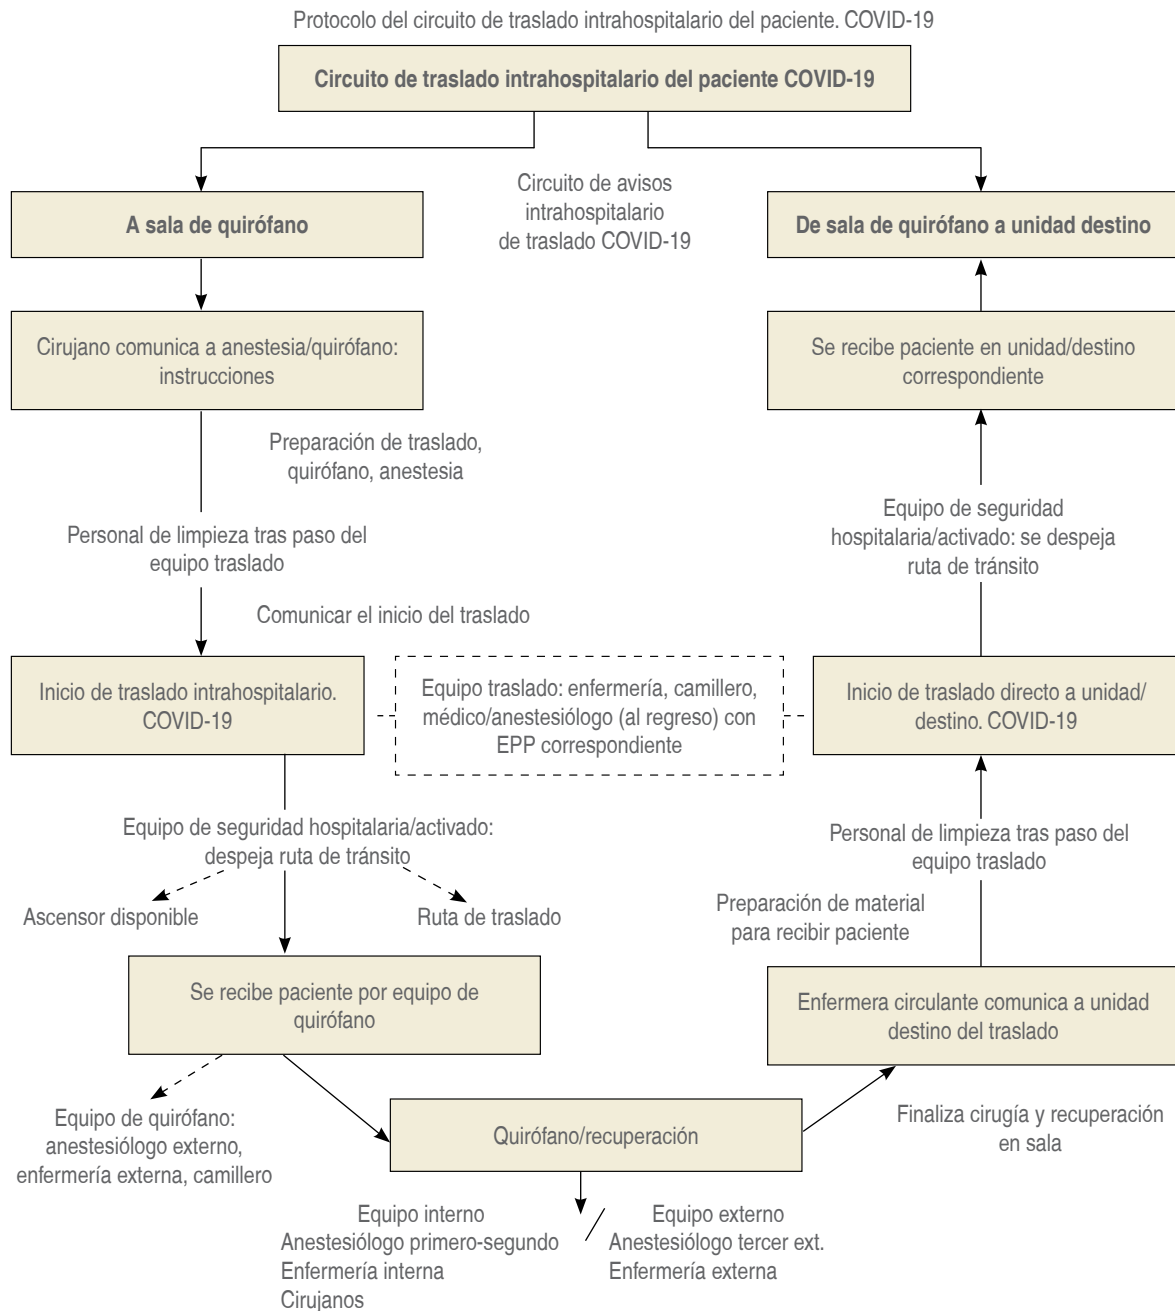 Protocolo del circuito de traslado intrahospitalario del paciente. COVID-19
Circuito de traslado intrahospitalario del paciente COVID-19
Circuito de avisos
intrahospitalario
de traslado COVID-19
A sala de quirófano
De sala de quirófano a unidad destino
Cirujano comunica a anestesia/quirófano:
instrucciones
Se recibe paciente en unidad/destino
correspondiente
Preparación de traslado,
quirófano, anestesia
Personal de limpieza tras paso del
equipo traslado
Equipo de seguridad
hospitalaria/activado: se despeja
ruta de tránsito
Comunicar el inicio del traslado
Inicio de traslado intrahospitalario.
COVID-19
Equipo traslado: enfermería, camillero,
médico/anestesiólogo (al regreso) con
EPP correspondiente
Inicio de traslado directo a unidad/
destino. COVID-19
Equipo de seguridad hospitalaria/activado:
despeja ruta de tránsito
Personal de limpieza tras paso del
equipo traslado
Ascensor disponible
Ruta de traslado
Preparación de material
para recibir paciente
Se recibe paciente por equipo de
quirófano
Enfermera circulante comunica a unidad
destino del traslado
Equipo de quirófano:
anestesiólogo externo,
enfermería externa, camillero
Quirófano/recuperación
Finaliza cirugía y recuperación
en sala
Equipo interno
Anestesiólogo primero-segundo
Enfermería interna
Cirujanos
/
Equipo externo
Anestesiólogo tercer ext.
Enfermería externa